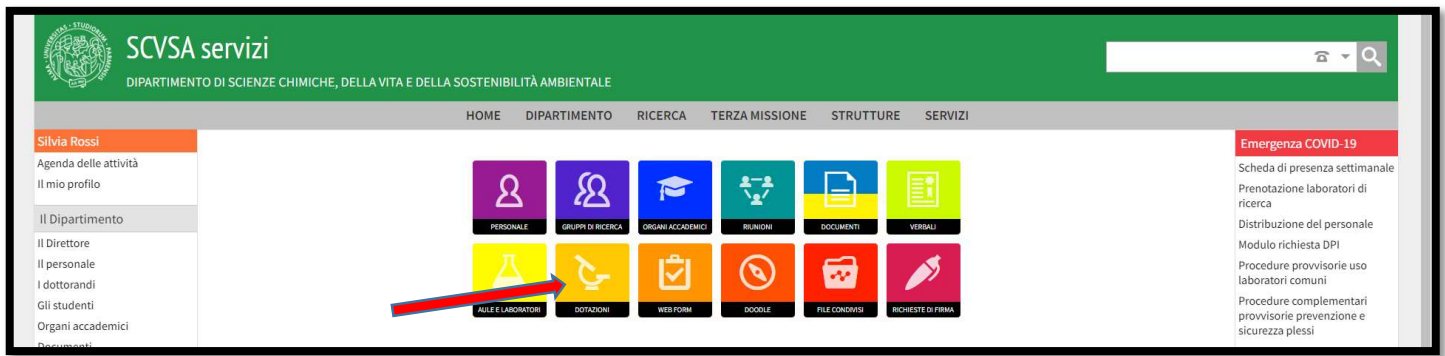 SCVSA servizi
DIPARTIMENTO DI SCIENZE CHIMICHE, DELLA VITA E DELLA SOSTENIBILITÀ AMBIENTALE
HOME DIPARTIMENTO RICERCA TERZA MISSIONE STRUTTURE SERVIZI
Silvia Rossi
Agenda delle attività
Il mio profilo
Il Dipartimento
Il Direttore
Il personale
I dottorandi
Gli studenti
Organi accademici
Documenti
PERSONALE GRUPPI DI RICERCA ORGANI ACCADEMICI RIUNIONI DOCUMENTI VERBALI
AULE E LABORATORI DOTAZIONI WEB FORM DOODLE FILE CONDIVISI RICHIESTE DI FIRMA
Emergenza COVID-19
Scheda di presenza settimanale
Prenotazione laboratori di
ricerca
Distribuzione del personale
Modulo richiesta DPI
Procedure provvisorie uso
laboratori comuni
Procedure complementari
provvisorie prevenzione e
sicurezza plessi